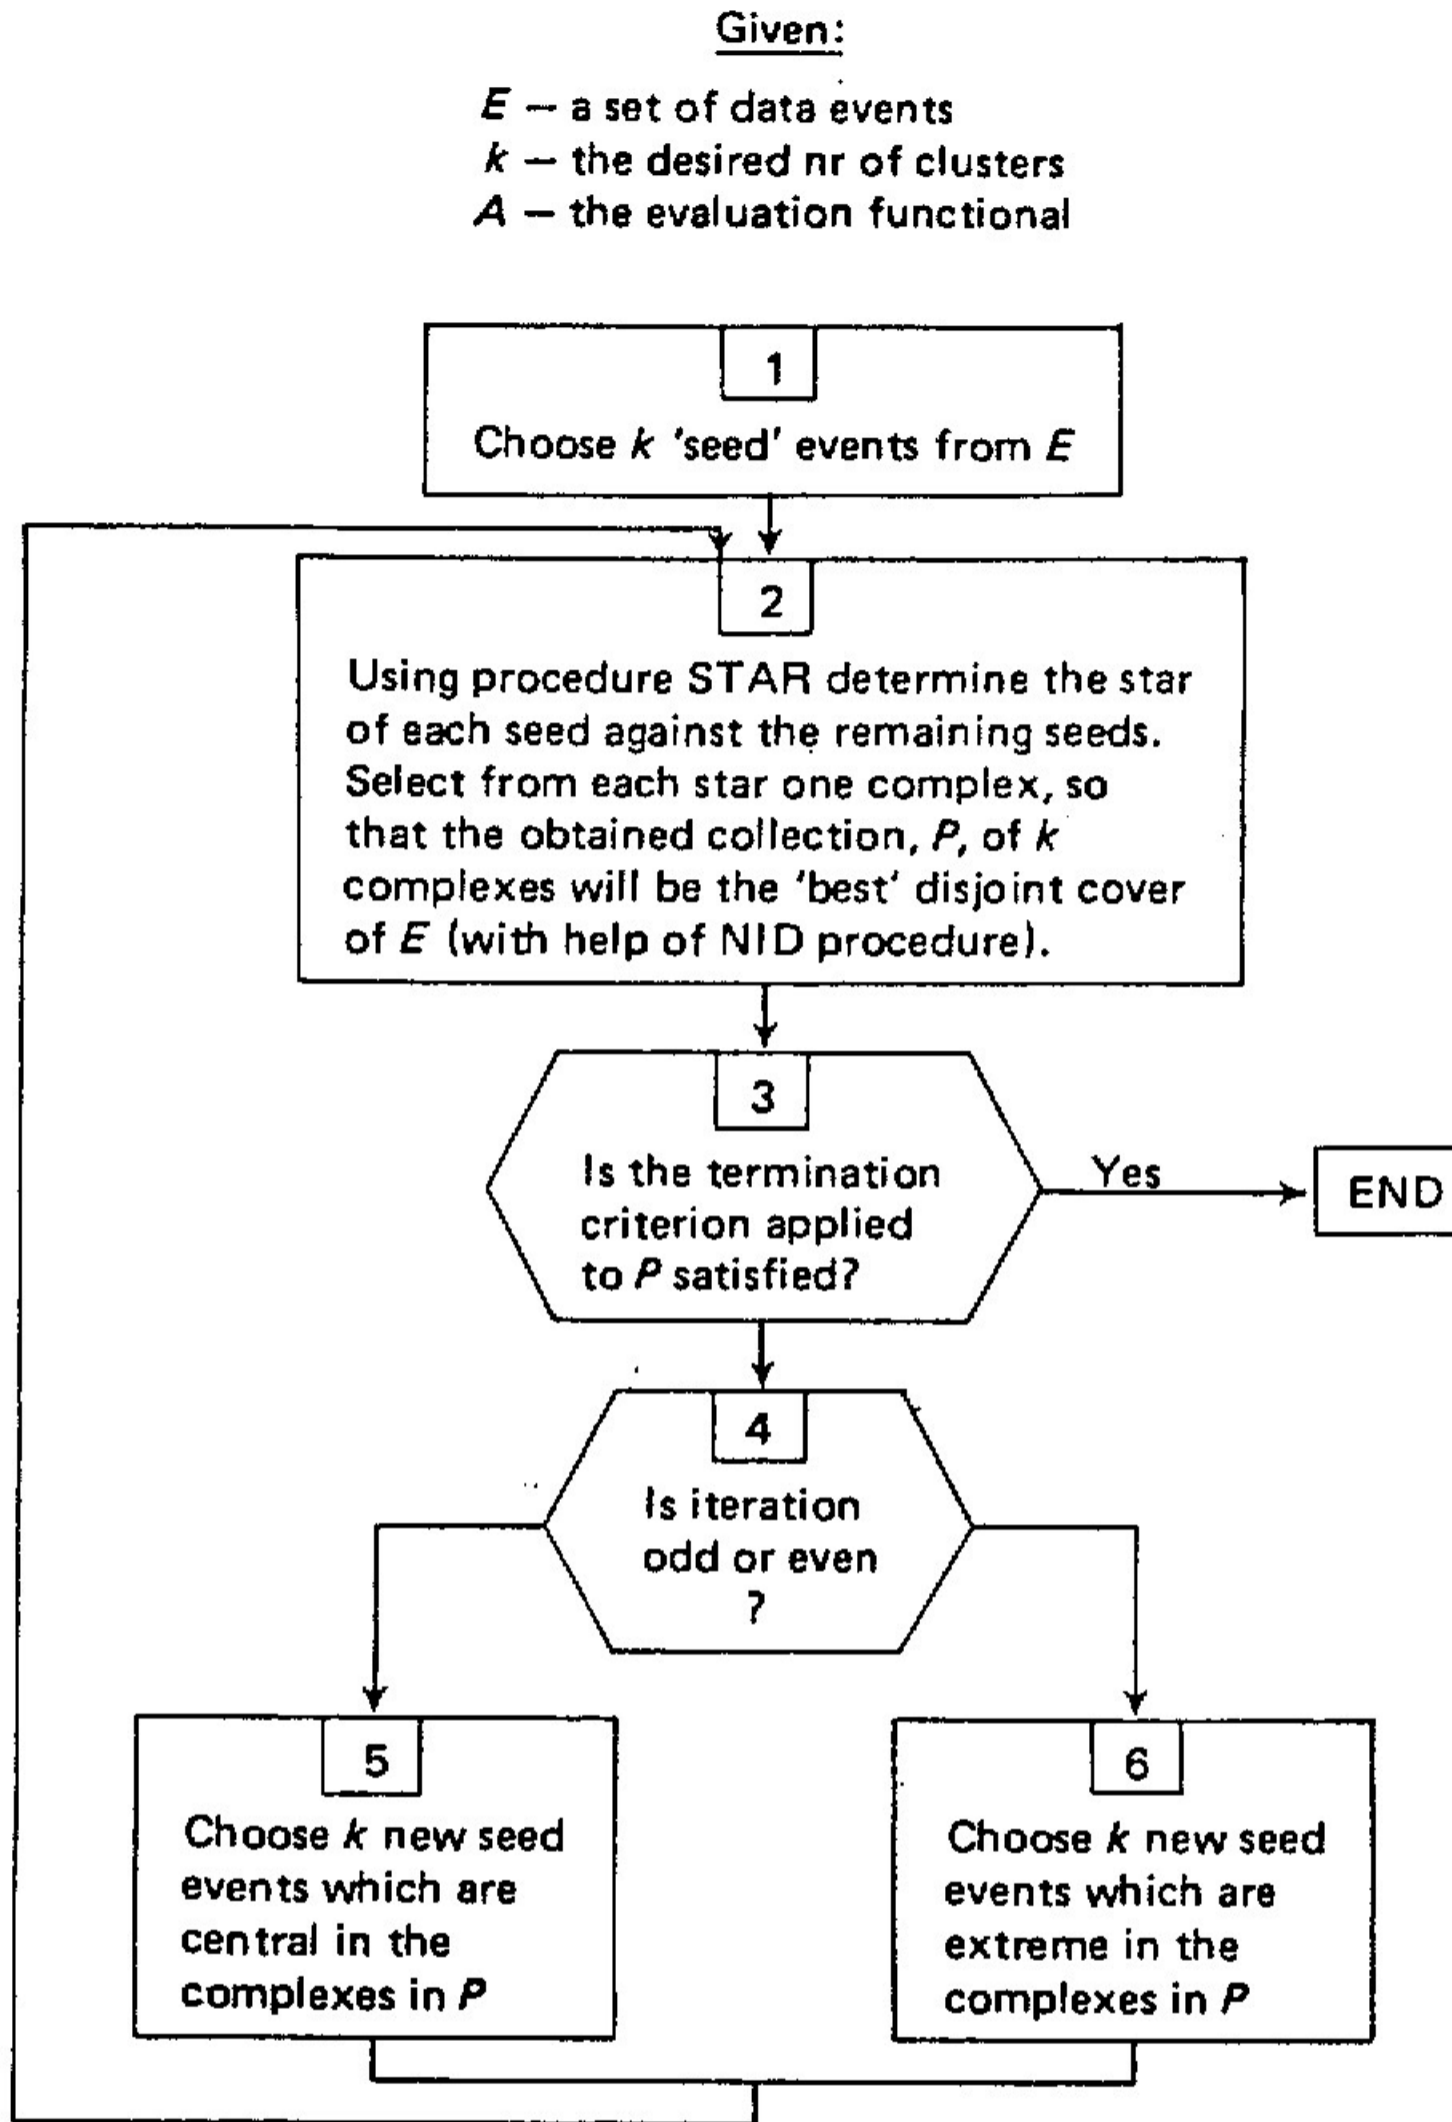 Given:
E — a set of data events
k — the desired nr of clusters
A — the evaluation functional
1
Choose k 'seed' events from E
2
Using procedure STAR determine the star
of each seed against the remaining seeds.
Select from each star one complex, so
that the obtained collection, P, of k
complexes will be the 'best' disjoint cover
of E (with help of NID procedure).
3
Is the termination
criterion applied
to P satisfied?
Yes
END
4
Is iteration
odd or even
?
5
Choose k new seed
events which are
central in the
complexes in P
6
Choose k new seed
events which are
extreme in the
complexes in P